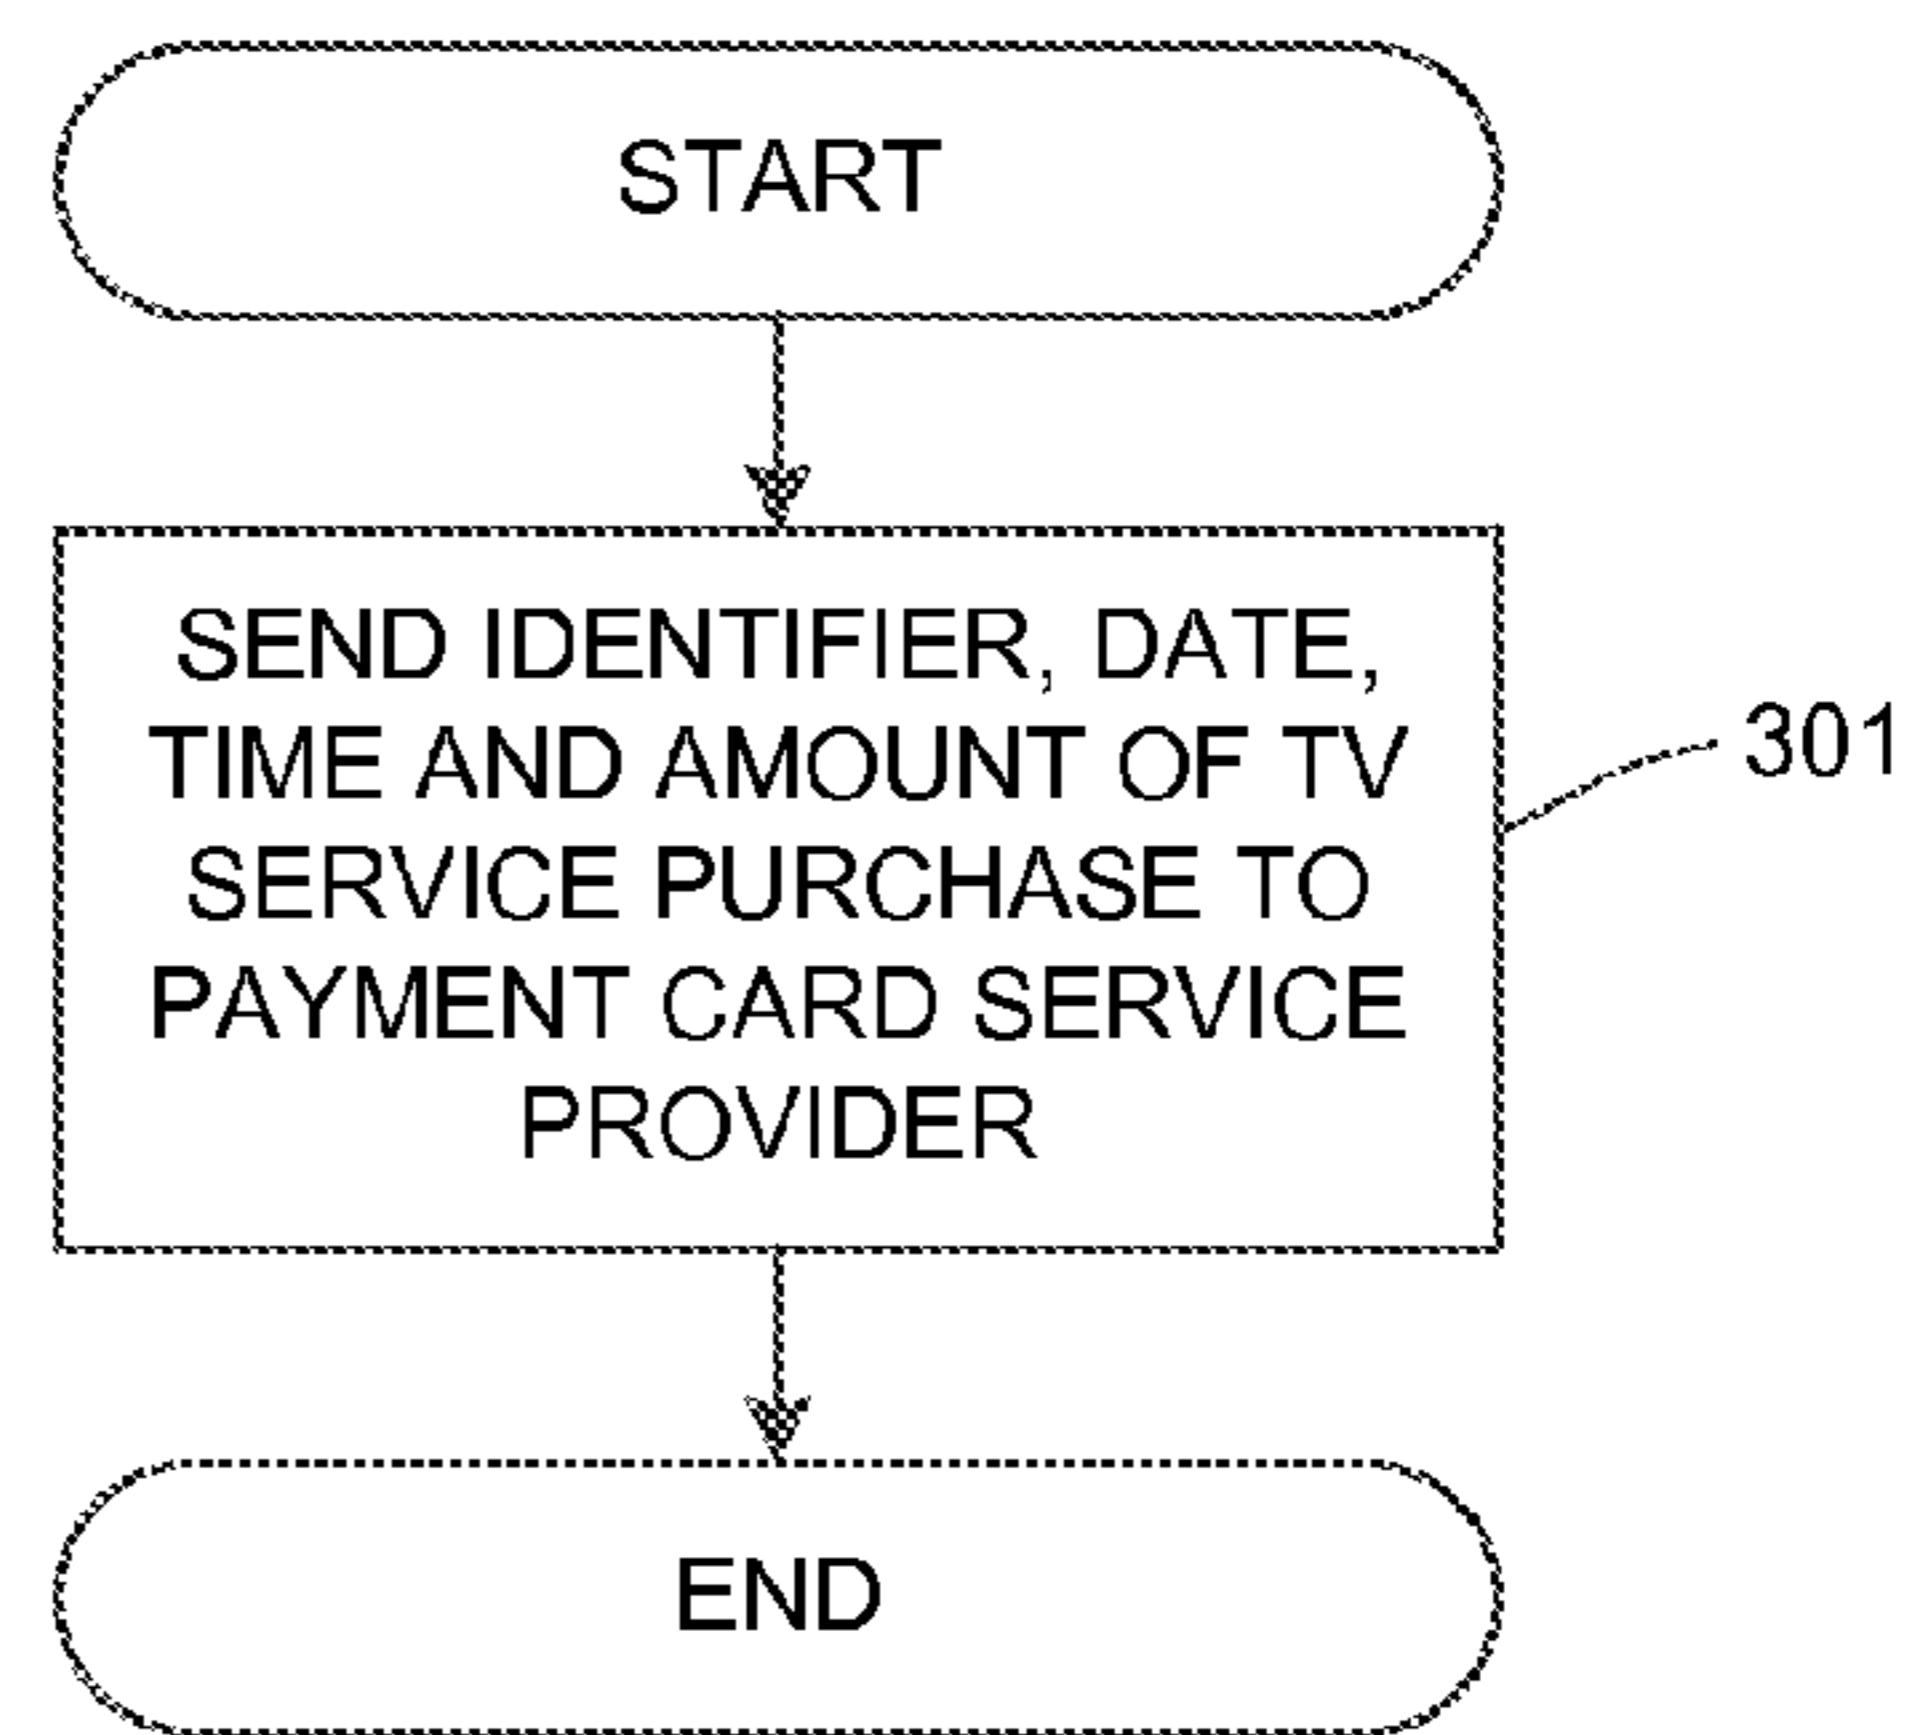 START
SEND IDENTIFIER, DATE,
TIME AND AMOUNT OF TV
SERVICE PURCHASE TO
PAYMENT CARD SERVICE
PROVIDER
301
END